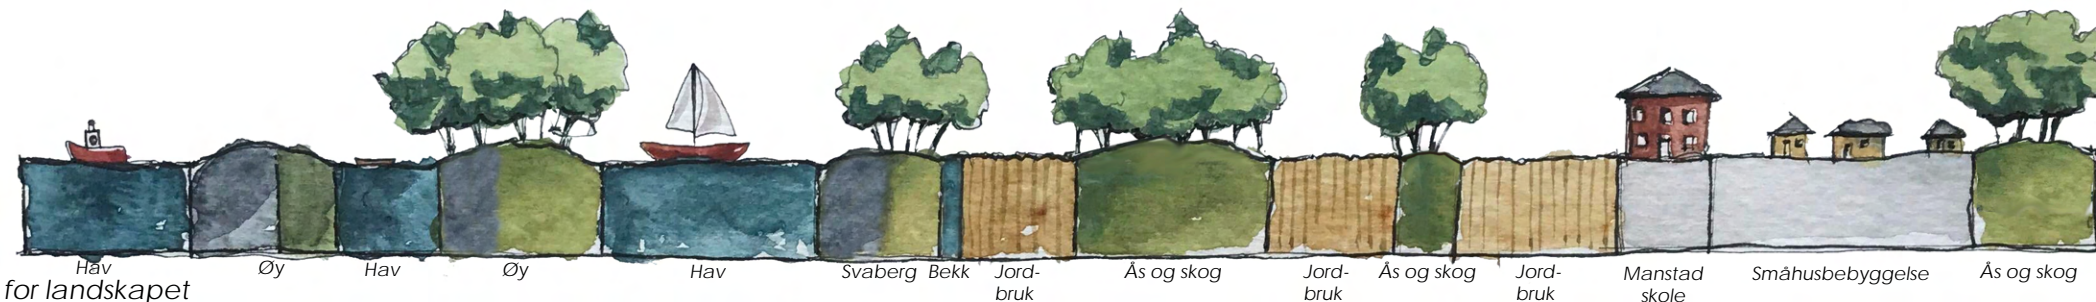 Hav
Øy
Hav
Øy
Hav
Svaberg
Bekk
Jord-
bruk
Ås og skog
Jord-
bruk
Ås og skog
Jord-
bruk
Manstad
skole
Småhusbebyggelse
Ås og skog
for landskapet